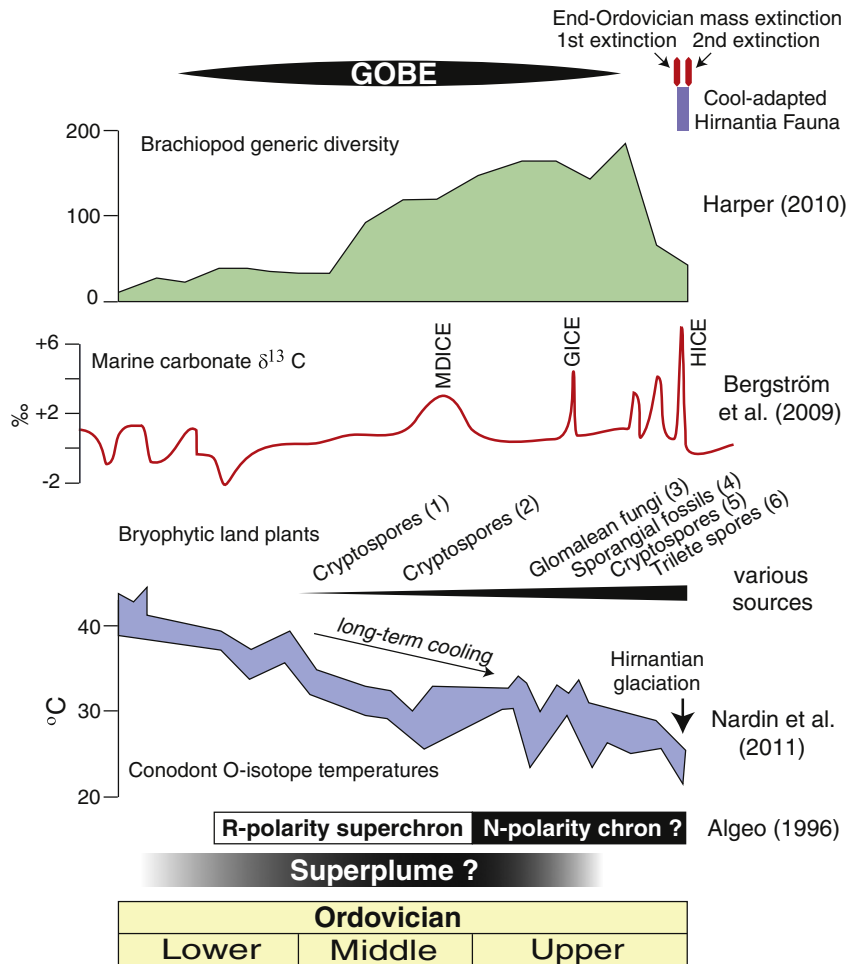 End-Ordovician mass extinction
1st extinction 2nd extinction
GOBE
Cool-adapted
Hirnantia Fauna
200
Brachiopod generic diversity
Harper (2010)
100
0
MDICE
GICE
HICE
+6
Marine carbonate δ¹³ C
Bergström
et al. (2009)
‰
+2
-2
Cryptospores (1)
Cryptospores (2)
Glomalean fungi (3)
Sporangial fossils (4)
Cryptospores (5)
Trilete spores (6)
Bryophytic land plants
various
sources
40
long-term cooling
Hirnantian
glaciation
°C
30
Nardin et al.
(2011)
Conodont O-isotope temperatures
20
R-polarity superchron
N-polarity chron ?
Algeo (1996)
Superplume ?
Ordovician
Lower Middle Upper